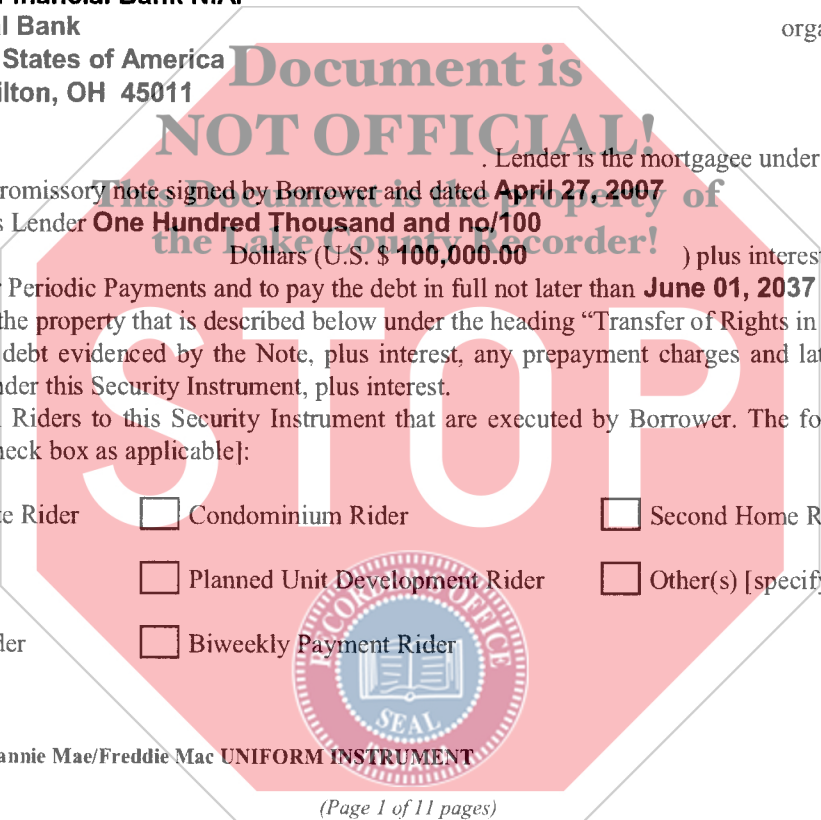 Financial Bank N.A.
l Bank
orga
States of America
ilton, OH 45011
Document is
NOT OFFICIAL!
. Lender is the mortgagee under
romissory note signed by Borrower and dated April 27, 2007
This Document is the property of
s Lender One Hundred Thousand and no/100
the Lake County Recorder!
Dollars (U.S. $ 100,000.00 ) plus interest
Periodic Payments and to pay the debt in full not later than June 01, 2037
the property that is described below under the heading “Transfer of Rights in
debt evidenced by the Note, plus interest, any prepayment charges and lat
nder this Security Instrument, plus interest.
Riders to this Security Instrument that are executed by Borrower. The fo
heck box as applicable]:
STOP
te Rider Condominium Rider Second Home R
Planned Unit Development Rider Other(s) [specify
der Biweekly Payment Rider
RECORDERS OFFICE
SEAL
annie Mae/Freddie Mac UNIFORM INSTRUMENT
(Page 1 of 11 pages)